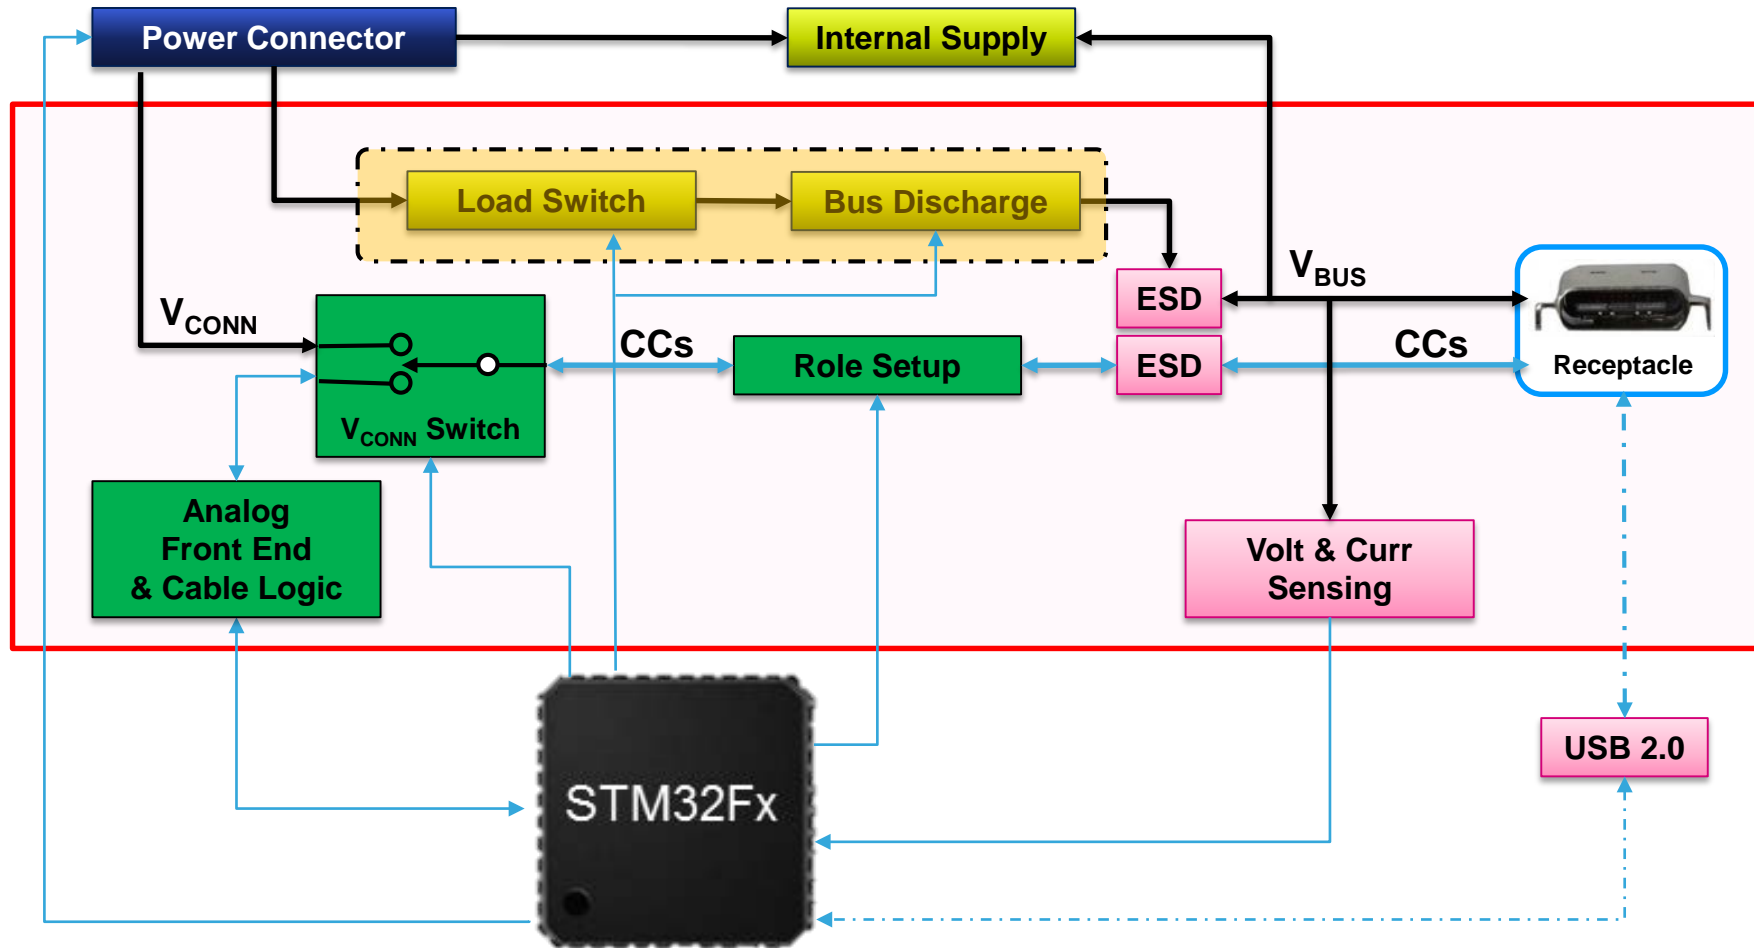 Power Connector
Internal Supply
Load Switch
Bus Discharge
VCONN
CCs
Role Setup
ESD
ESD
VBUS
CCs
Receptacle
VCONN Switch
Analog
Front End
& Cable Logic
Volt & Curr
Sensing
STM32Fx
USB 2.0